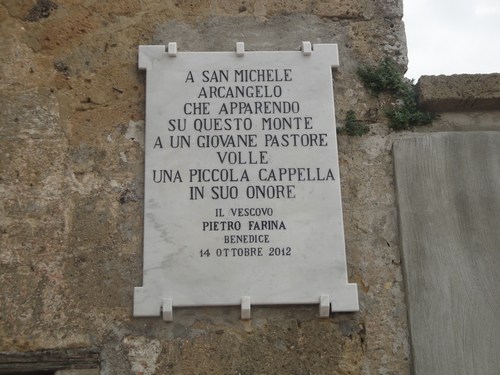 A SAN MICHELE
ARCANGELO
CHE APPARENDO
SU QUESTO MONTE
A UN GIOVANE PASTORE
VOLLE
UNA PICCOLA CAPPELLA
IN SUO ONORE
IL VESCOVO
PIETRO FARINA
BENEDICE
14 OTTOBRE 2012